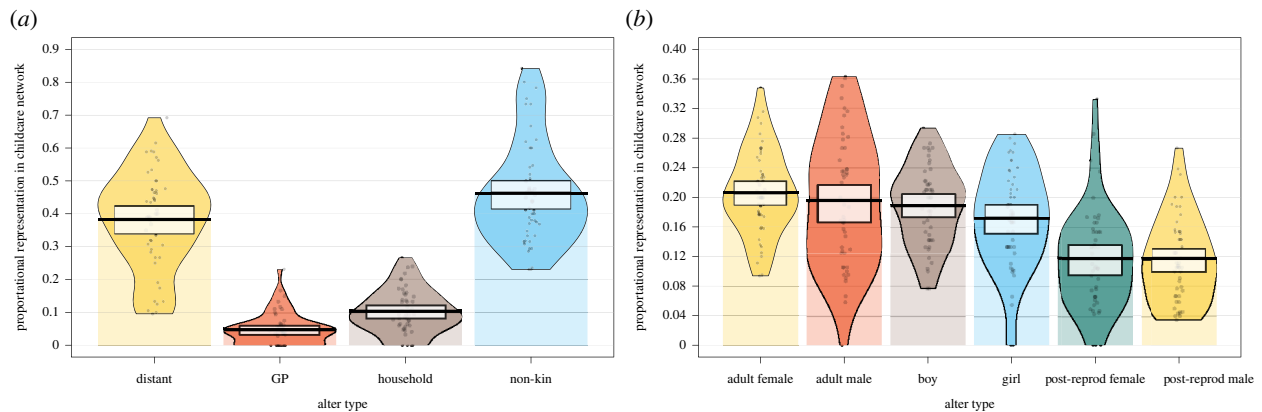 (a)
proportational representation in childcare network
0.9
0.8
0.7
0.6
0.5
0.4
0.3
0.2
0.1
0
distant GP household non-kin
alter type
(b)
proportational representation in childcare network
0.40
0.36
0.32
0.28
0.24
0.20
0.16
0.12
0.08
0.04
0
adult female adult male boy girl post-reprod female post-reprod male
alter type